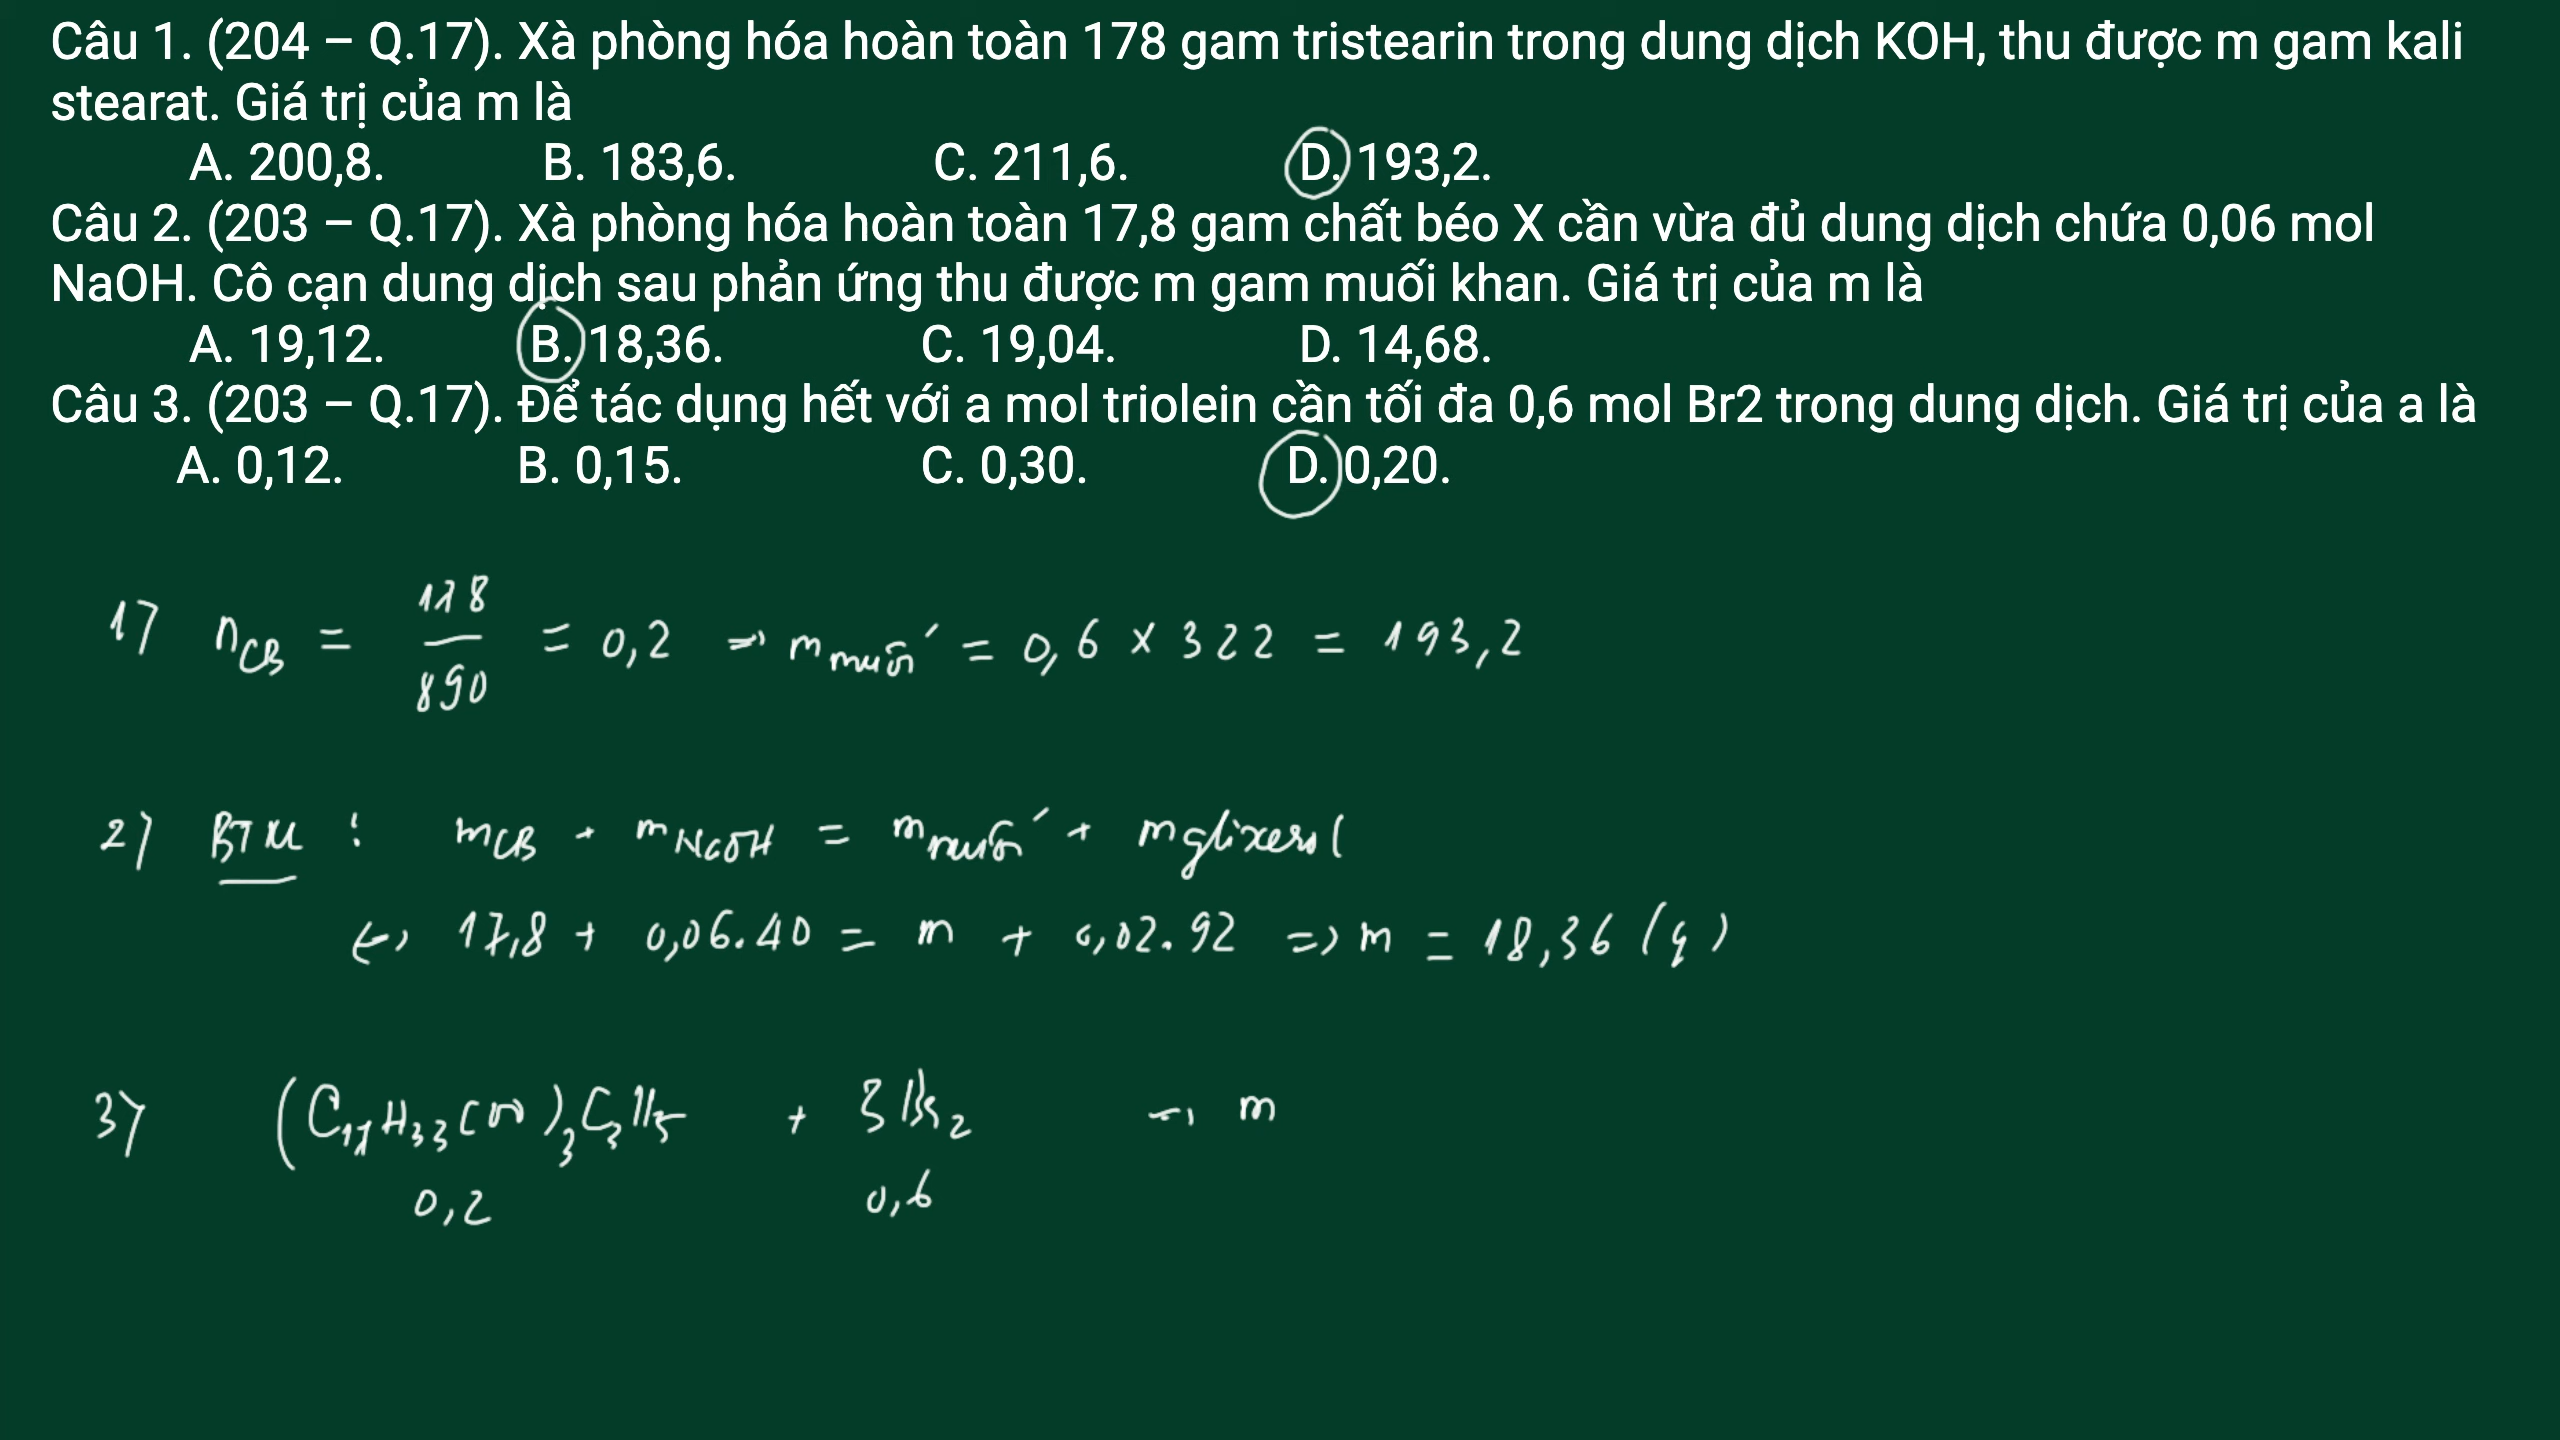 Câu 1. (204 – Q.17). Xà phòng hóa hoàn toàn 178 gam tristearin trong dung dịch KOH, thu được m gam kali
stearat. Giá trị của m là
A. 200,8. B. 183,6. C. 211,6. D. 193,2.
Câu 2. (203 – Q.17). Xà phòng hóa hoàn toàn 17,8 gam chất béo X cần vừa đủ dung dịch chứa 0,06 mol
NaOH. Cô cạn dung dịch sau phản ứng thu được m gam muối khan. Giá trị của m là
A. 19,12. B. 18,36. C. 19,04. D. 14,68.
Câu 3. (203 – Q.17). Để tác dụng hết với a mol triolein cần tối đa 0,6 mol Br2 trong dung dịch. Giá trị của a là
A. 0,12. B. 0,15. C. 0,30. D. 0,20.
1) nCB = 178/890 = 0,2 => m muối = 0,6 × 322 = 193,2
2) BTKL : mCB + mNaOH = m muối + m glixerol
<-> 17,8 + 0,06.40 = m + 0,02.92 => m = 18,36 (g)
3) (C17H33COO)3C3H5 + 3Br2 -> m
0,2 0,6